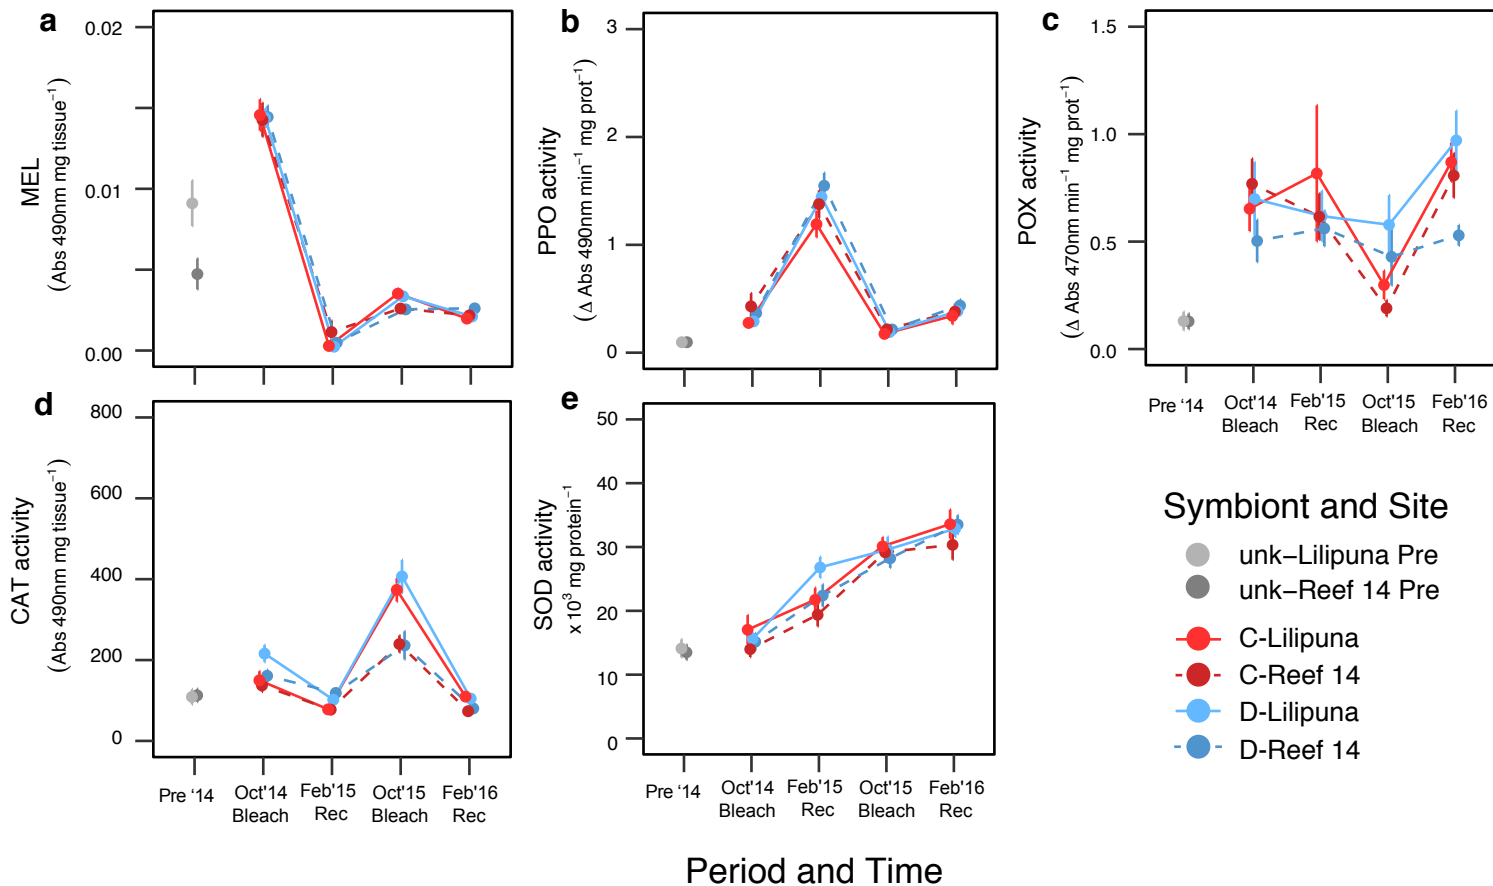 a
MEL
(Abs 490nm mg tissue⁻¹)
0.02
0.01
0.00
b
PPO activity
(Δ Abs 490nm min⁻¹ mg prot⁻¹)
3
2
1
0
c
POX activity
(Δ Abs 470nm min⁻¹ mg prot⁻¹)
1.5
1.0
0.5
0.0
Pre ‘14
Oct'14
Bleach
Feb'15
Rec
Oct'15
Bleach
Feb'16
Rec
d
CAT activity
(Abs 490nm mg tissue⁻¹)
800
600
400
200
0
Pre ‘14
Oct'14
Bleach
Feb'15
Rec
Oct'15
Bleach
Feb'16
Rec
e
SOD activity
x 10³ mg protein⁻¹
50
40
30
20
10
0
Pre ‘14
Oct'14
Bleach
Feb'15
Rec
Oct'15
Bleach
Feb'16
Rec
Symbiont and Site
unk−Lilipuna Pre
unk−Reef 14 Pre
C-Lilipuna
C-Reef 14
D-Lilipuna
D-Reef 14
Period and Time